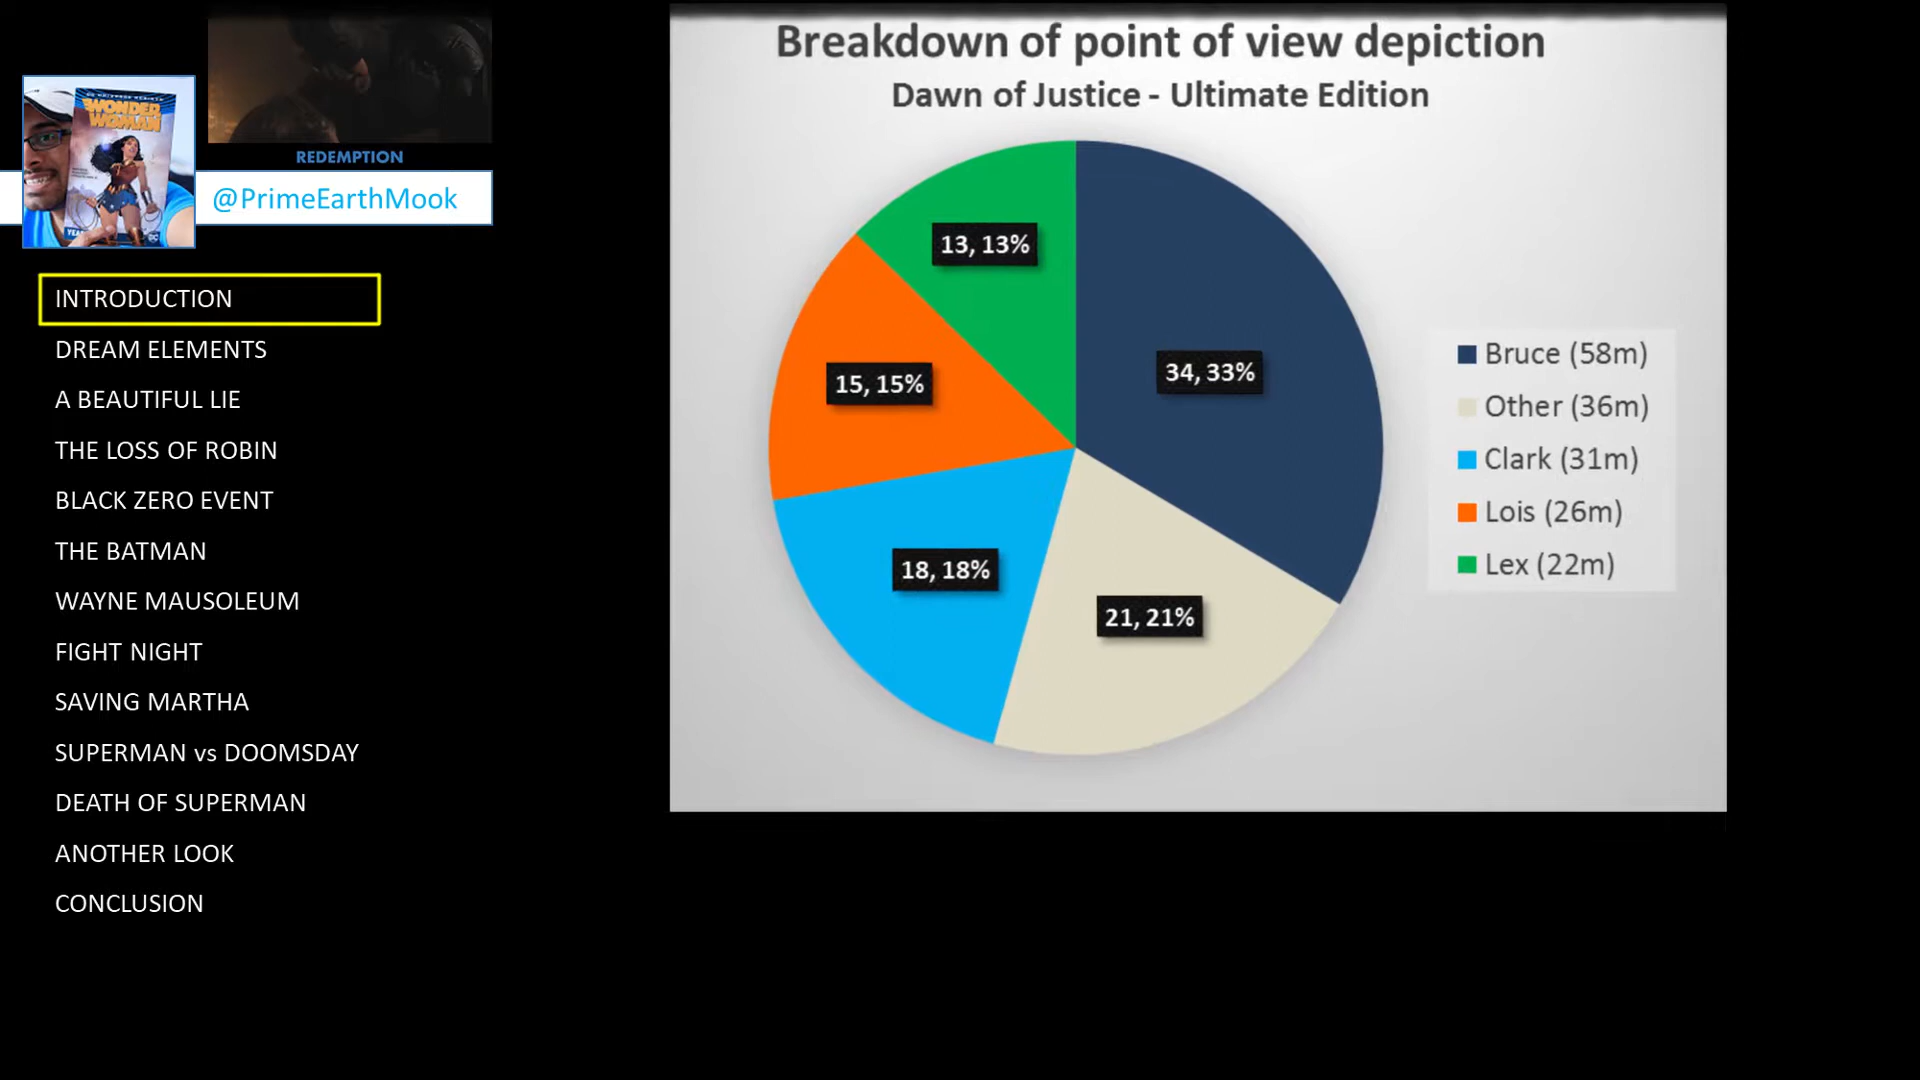 WONDER
WOMAN
REDEMPTION
@PrimeEarthMook
INTRODUCTION
DREAM ELEMENTS
A BEAUTIFUL LIE
THE LOSS OF ROBIN
BLACK ZERO EVENT
THE BATMAN
WAYNE MAUSOLEUM
FIGHT NIGHT
SAVING MARTHA
SUPERMAN vs DOOMSDAY
DEATH OF SUPERMAN
ANOTHER LOOK
CONCLUSION
Breakdown of point of view depiction
Dawn of Justice - Ultimate Edition
13, 13%
34, 33%
15, 15%
18, 18%
21, 21%
Bruce (58m)
Other (36m)
Clark (31m)
Lois (26m)
Lex (22m)